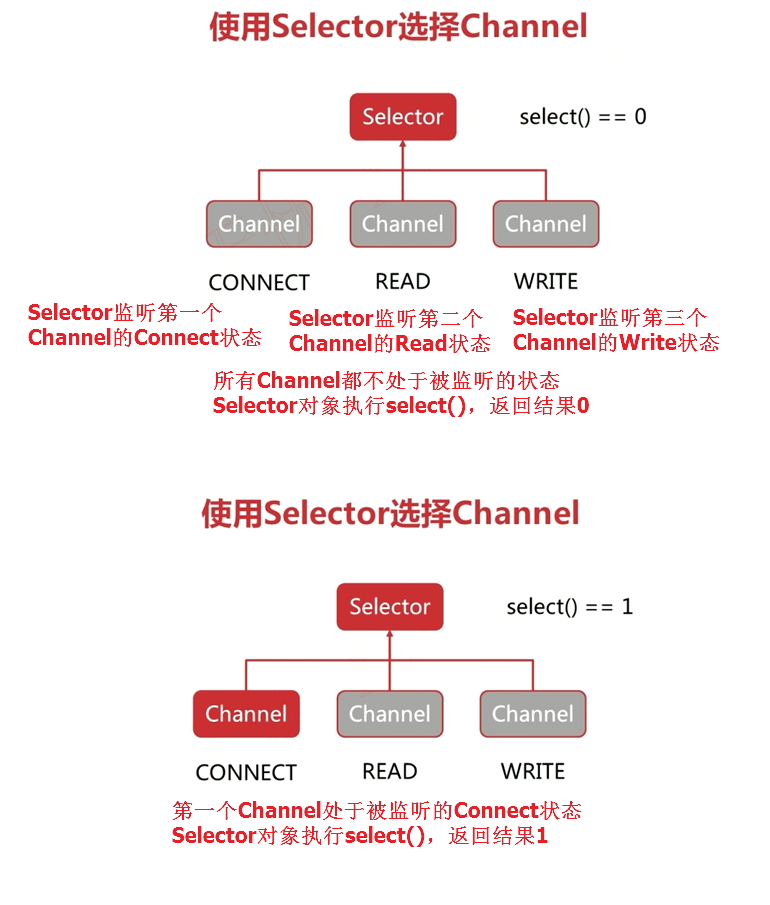 使用Selector选择Channel
Selector
select() == 0
Channel
Channel
Channel
CONNECT
READ
WRITE
Selector监听第一个
Channel的Connect状态
Selector监听第二个
Channel的Read状态
Selector监听第三个
Channel的Write状态
所有Channel都不处于被监听的状态
Selector对象执行select()，返回结果0
使用Selector选择Channel
Selector
select() == 1
Channel
Channel
Channel
CONNECT
READ
WRITE
第一个Channel处于被监听的Connect状态
Selector对象执行select()，返回结果1